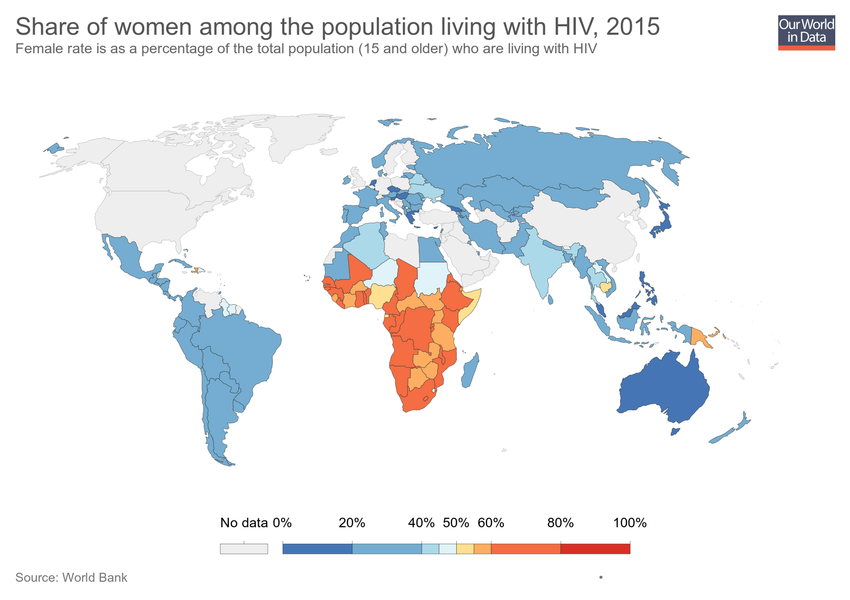 Share of women among the population living with HIV, 2015
Female rate is as a percentage of the total population (15 and older) who are living with HIV
Our World
in Data
No data 0% 20% 40% 50% 60% 80% 100%
Source: World Bank